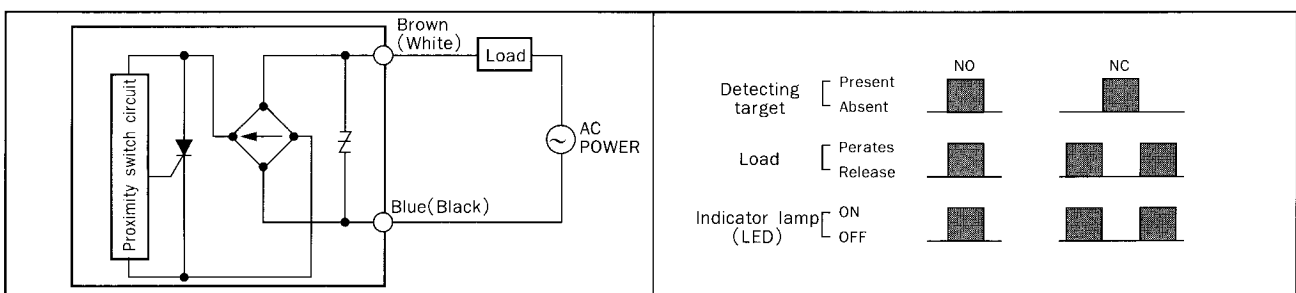 Brown
(White)
Load
Proximity switch circuit
AC
POWER
Blue(Black)
NO
NC
Detecting
target
Present
Absent
Load
Perates
Release
Indicator lamp
(LED)
ON
OFF